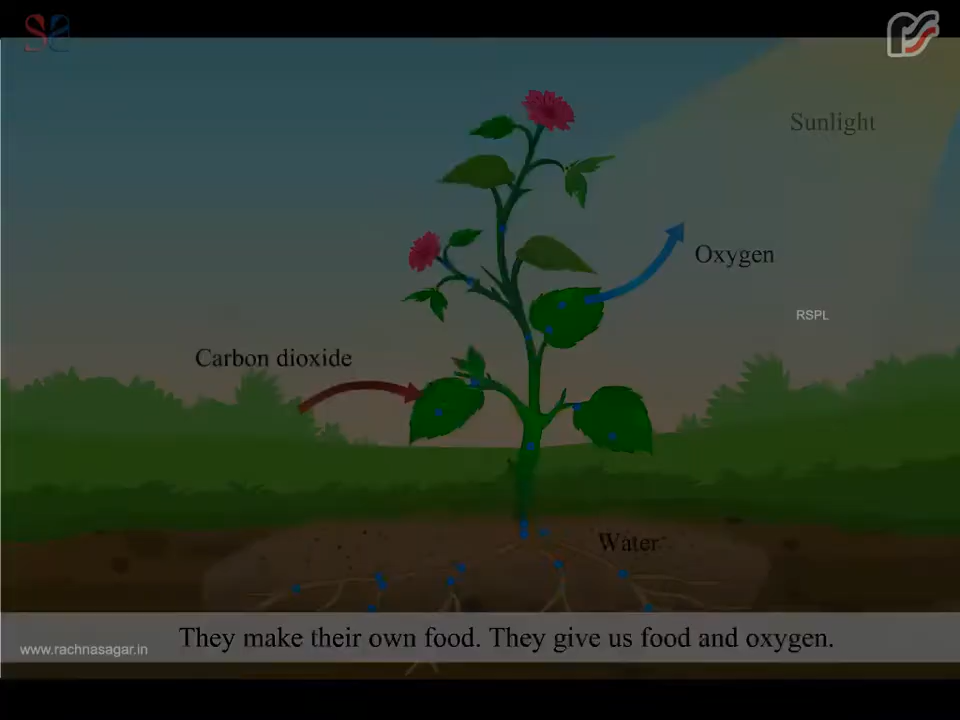 Sunlight
Oxygen
RSPL
Carbon dioxide
Water
They make their own food. They give us food and oxygen.
www.rachnasagar.in